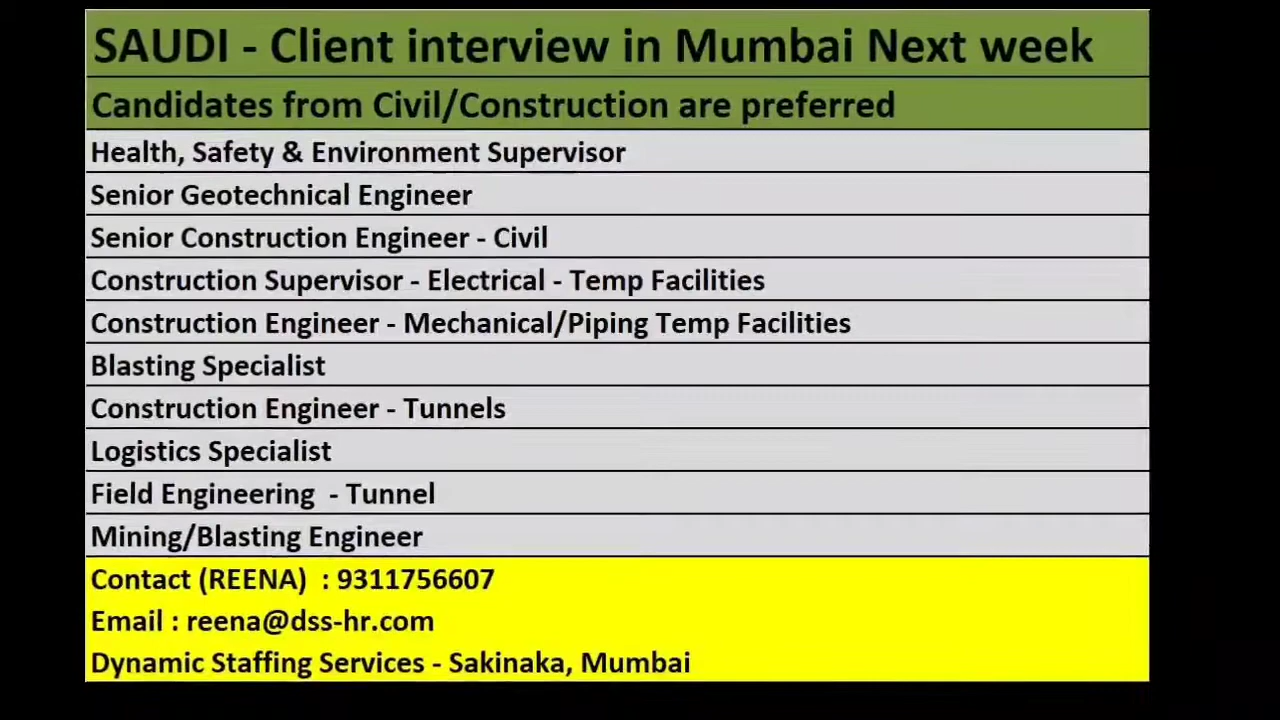 SAUDI - Client interview in Mumbai Next week
Candidates from Civil/Construction are preferred
Health, Safety & Environment Supervisor
Senior Geotechnical Engineer
Senior Construction Engineer - Civil
Construction Supervisor - Electrical - Temp Facilities
Construction Engineer - Mechanical/Piping Temp Facilities
Blasting Specialist
Construction Engineer - Tunnels
Logistics Specialist
Field Engineering  - Tunnel
Mining/Blasting Engineer
Contact (REENA)  : 9311756607
Email : reena@dss-hr.com
Dynamic Staffing Services - Sakinaka, Mumbai